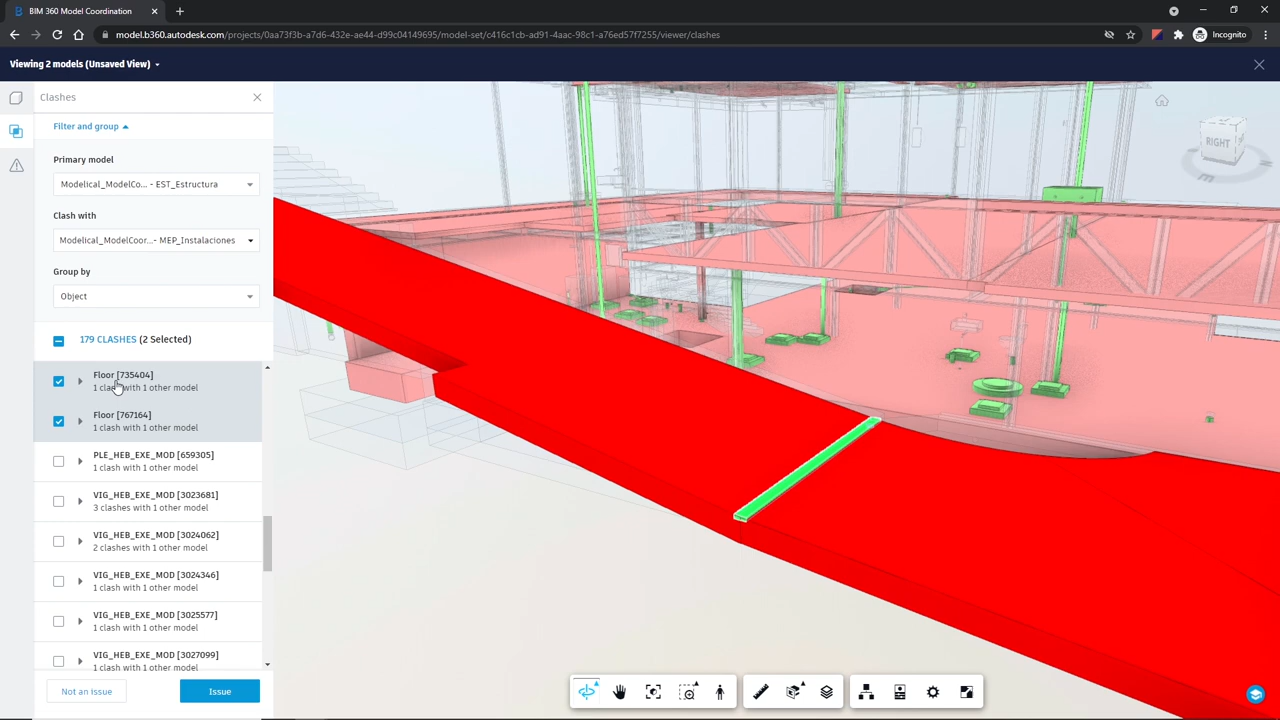 BIM 360 Model Coordination
model.b360.autodesk.com/projects/0aa73f3b-a7d6-432e-ae44-d99c04149695/model-set/c416c1cb-ad91-4aac-98c1-a76ed57f7255/viewer/clashes
Incognito
Viewing 2 models (Unsaved View)
Clashes
Filter and group
Primary model
Modelical_ModelCo... - EST_Estructura
Clash with
Modelical_ModelCoor...- MEP_Instalaciones
Group by
Object
179 CLASHES (2 Selected)
Floor [735404]
1 clash with 1 other model
Floor [767164]
1 clash with 1 other model
PLE_HEB_EXE_MOD [659305]
1 clash with 1 other model
VIG_HEB_EXE_MOD [3023681]
3 clashes with 1 other model
VIG_HEB_EXE_MOD [3024062]
2 clashes with 1 other model
VIG_HEB_EXE_MOD [3024346]
1 clash with 1 other model
VIG_HEB_EXE_MOD [3025577]
1 clash with 1 other model
VIG_HEB_EXE_MOD [3027099]
1 clash with 1 other model
Not an issue
Issue
RIGHT